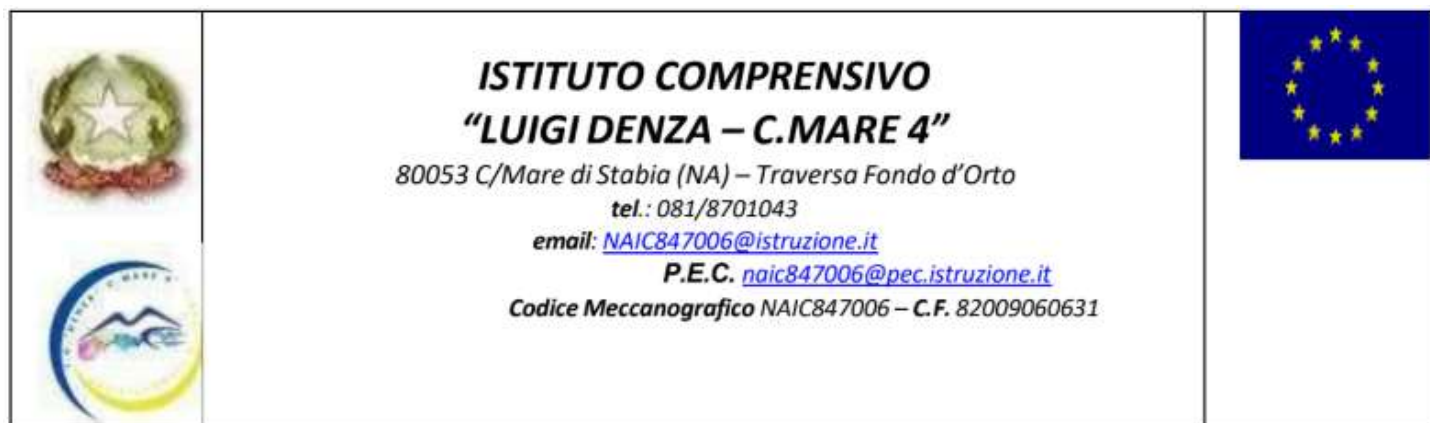 ISTITUTO COMPRENSIVO
“LUIGI DENZA – C.MARE 4”
80053 C/Mare di Stabia (NA) – Traversa Fondo d’Orto
tel.: 081/8701043
email: NAIC847006@istruzione.it
P.E.C. naic847006@pec.istruzione.it
Codice Meccanografico NAIC847006 – C.F. 82009060631